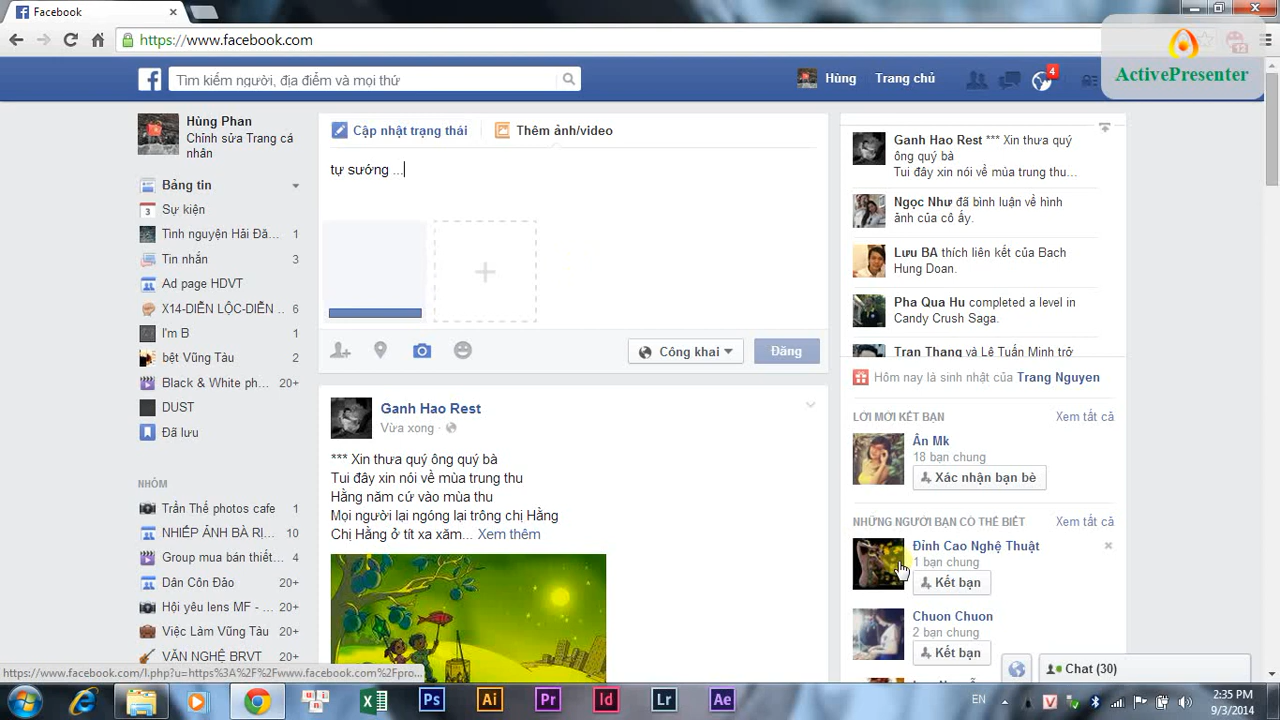 Facebook
https://www.facebook.com
ActivePresenter
Tìm kiếm người, địa điểm và mọi thứ
Hùng
Trang chủ
4
12
Hùng Phan
Chỉnh sửa Trang cá
nhân
Bảng tin
Sự kiện
3
Tình nguyện Hải Đă... 1
Tin nhắn 3
Ad page HDVT
X14-DIỄN LỘC-DIỄN .. 6
I'm B
bệt Vũng Tàu 2
Black & White ph... 20+
DUST
Đã lưu
NHÓM
Trần Thế photos cafe 1
NHIẾP ẢNH BÀ RỊ... 10
Group mua bán thiết... 20+
Dân Côn Đảo 20+
Hội yêu lens MF - ... 20+
Việc Làm Vũng Tàu 20+
VĂN NGHỆ BRVT 20+
Cập nhật trạng thái
Thêm ảnh/video
tự sướng ...
Công khai
Đăng
Ganh Hao Rest
Vừa xong
*** Xin thưa quý ông quý bà
Tui đây xin nói về mùa trung thu
Hằng năm cứ vào mùa thu
Mọi người lại ngóng lại trông chị Hằng
Chị Hằng ở tít xa xăm... Xem thêm
Ganh Hao Rest *** Xin thưa quý
ông quý bà
Tui đây xin nói về mùa trung thu...
Ngọc Như đã bình luận về hình
ảnh của cô ấy.
Lưu BA thích liên kết của Bach
Hung Doan.
Pha Qua Hu completed a level in
Candy Crush Saga.
Tran Thang và Lê Tuấn Minh trở
Hôm nay là sinh nhật của Trang Nguyen
LỜI MỜI KẾT BẠN
Xem tất cả
Ân Mk
18 bạn chung
Xác nhận bạn bè
NHỮNG NGƯỜI BẠN CÓ THỂ BIẾT
Xem tất cả
Đỉnh Cao Nghệ Thuật
1 bạn chung
Kết bạn
Chuon Chuon
2 bạn chung
Kết bạn
Chat (30)
https://www.facebook.com/l.php?u=https%3A%2F%2Fwww.facebook.com%2Fpro...
Ps
Ai
Pr
Id
Lr
Ae
EN
2:35 PM
9/3/2014